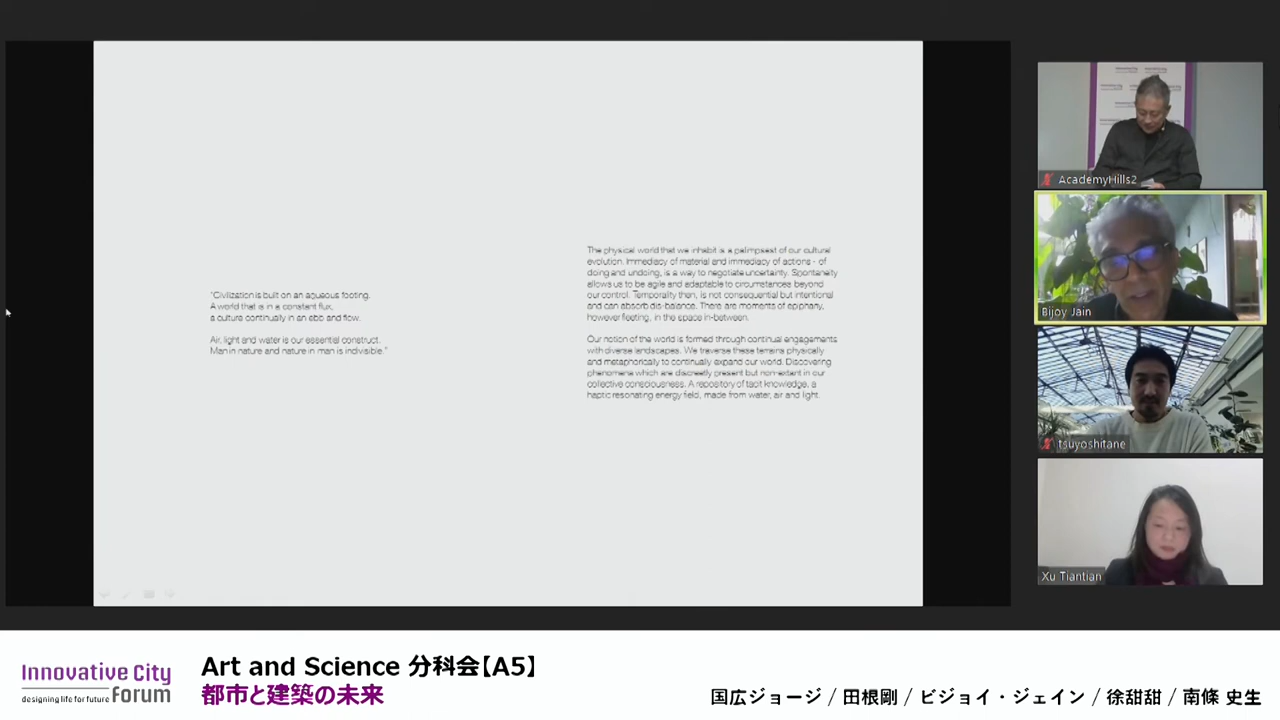 "Civilization is built on an aqueous footing.
A world that is in a constant flux,
a culture continually in an ebb and flow.
Air, light and water is our essential construct.
Man in nature and nature in man is indivisible."
The physical world that we inhabit is a palimpsest of our cultural
evolution. Immediacy of material and immediacy of actions - of
doing and undoing, is a way to negotiate uncertainty. Spontaneity
allows us to be agile and adaptable to circumstances beyond
our control. Temporality then, is not consequential but intentional
and can absorb dis-balance. There are moments of epiphany,
however fleeting, in the space in-between.
Our notion of the world is formed through continual engagements
with diverse landscapes. We traverse these terrains physically
and metaphorically to continually expand our world. Discovering
phenomena which are discreetly present but non-extant in our
collective consciousness. A repository of tacit knowledge, a
haptic resonating energy field, made from water, air and light.
AcademyHills2
Bijoy Jain
tsuyoshitane
Xu Tiantian
Innovative City
designing life for future Forum
Art and Science 分科会【A5】
都市と建築の未来
国広ジョージ / 田根剛 / ビジョイ・ジェイン / 徐甜甜 / 南條 史生